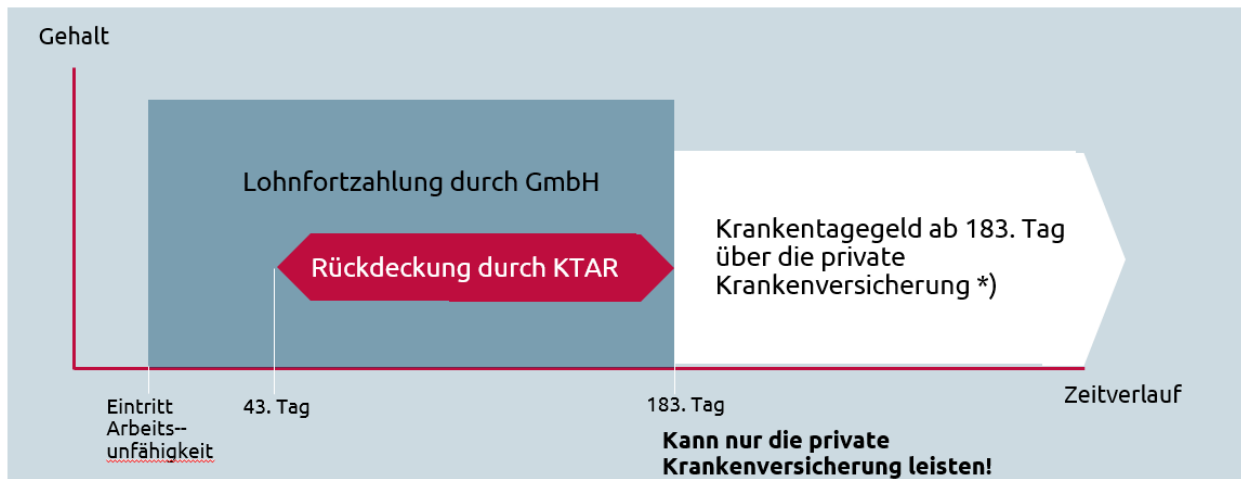 Gehalt
Lohnfortzahlung durch GmbH
Rückdeckung durch KTAR
Krankentagegeld ab 183. Tag
über die private
Krankenversicherung *)
Zeitverlauf
Eintritt
Arbeits--
unfähigkeit
43. Tag
183. Tag
Kann nur die private
Krankenversicherung leisten!